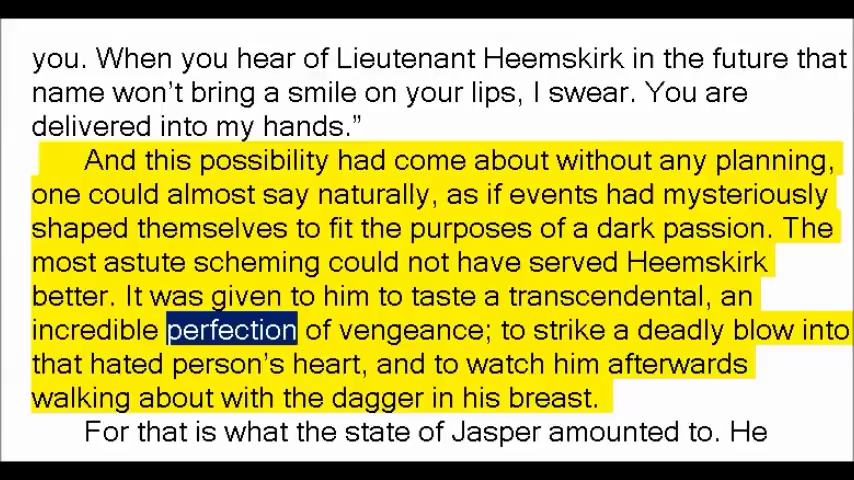 you. When you hear of Lieutenant Heemskirk in the future that
name won’t bring a smile on your lips, I swear. You are
delivered into my hands.”
And this possibility had come about without any planning,
one could almost say naturally, as if events had mysteriously
shaped themselves to fit the purposes of a dark passion. The
most astute scheming could not have served Heemskirk
better. It was given to him to taste a transcendental, an
incredible perfection of vengeance; to strike a deadly blow into
that hated person’s heart, and to watch him afterwards
walking about with the dagger in his breast.
For that is what the state of Jasper amounted to. He